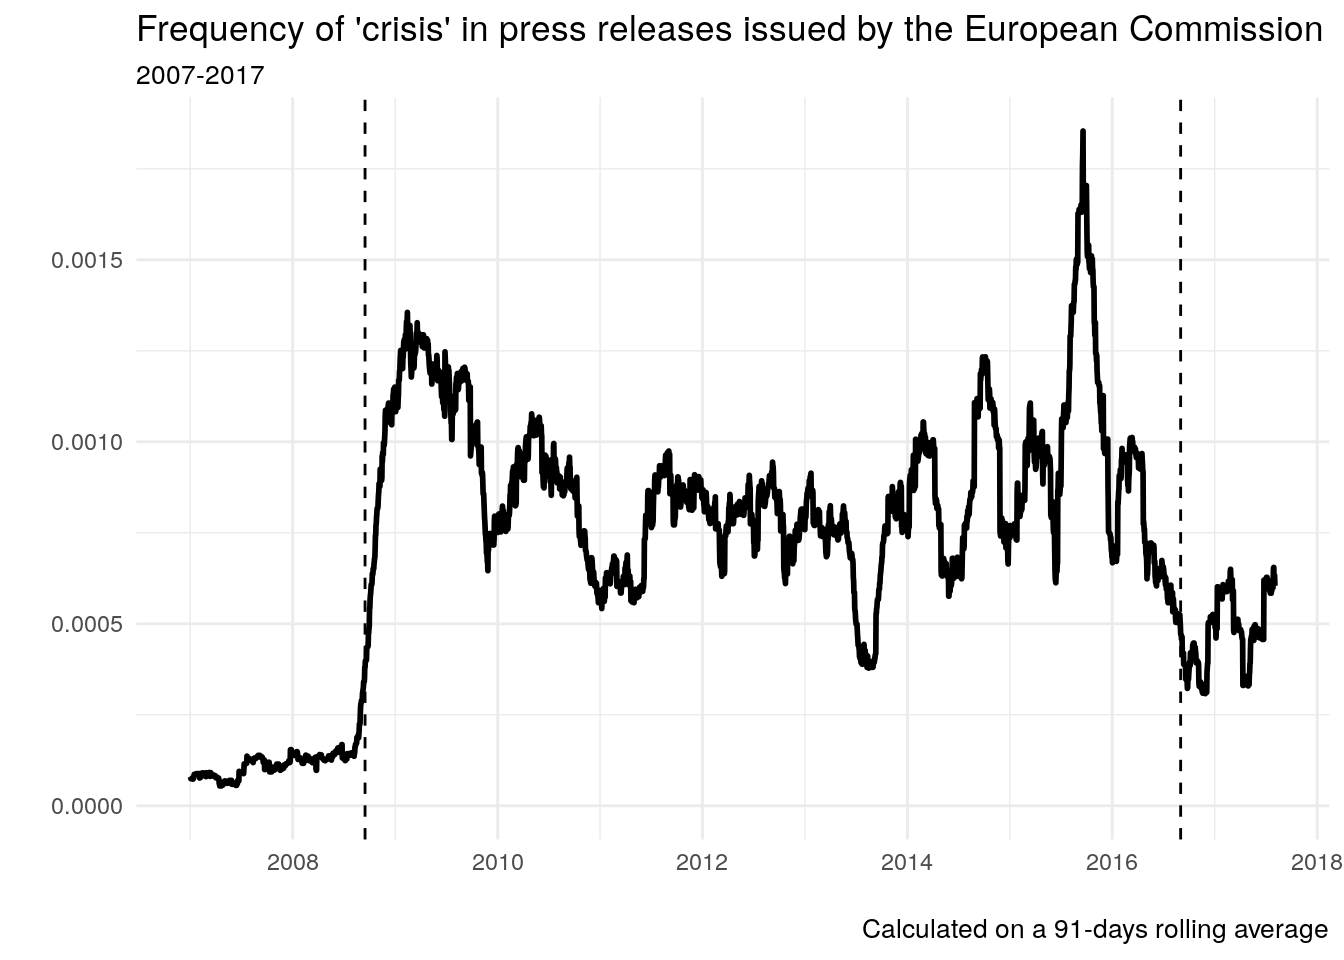 Frequency of 'crisis' in press releases issued by the European Commission
2007-2017
0.0015
0.0010
0.0005
0.0000
2008 2010 2012 2014 2016 2018
Calculated on a 91-days rolling average